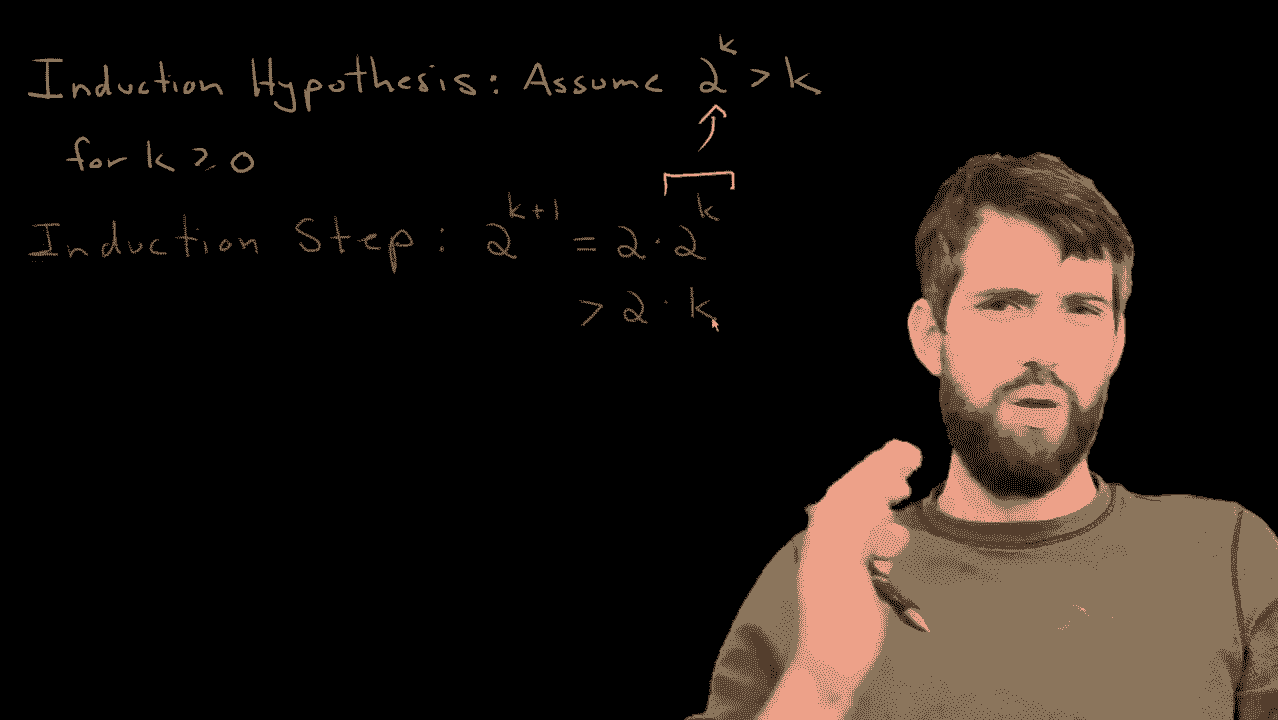 Induction Hypothesis: Assume 2^k > k
for k ≥ 0
Induction Step: 2^{k+1} = 2·2^k
> 2·k